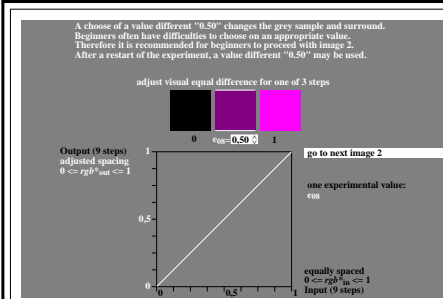 A choose of a value different "0.50" changes the grey sample and surround.
Beginners often have difficulties to choose on an appropriate value.
Therefore it is recommended for beginners to proceed with image 2.
After a restart of the experiment, a value different "0.50" may be used.
adjust visual equal difference for one of 3 steps
0 e0S=0,50 1
Output (9 steps)
adjusted spacing
0 <= rgb*out <= 1
1
0,5
0
0 0,5 1
go to next image 2
one experimental value:
e0S
equally spaced
0 <= rgb*in <= 1
Input (9 steps)